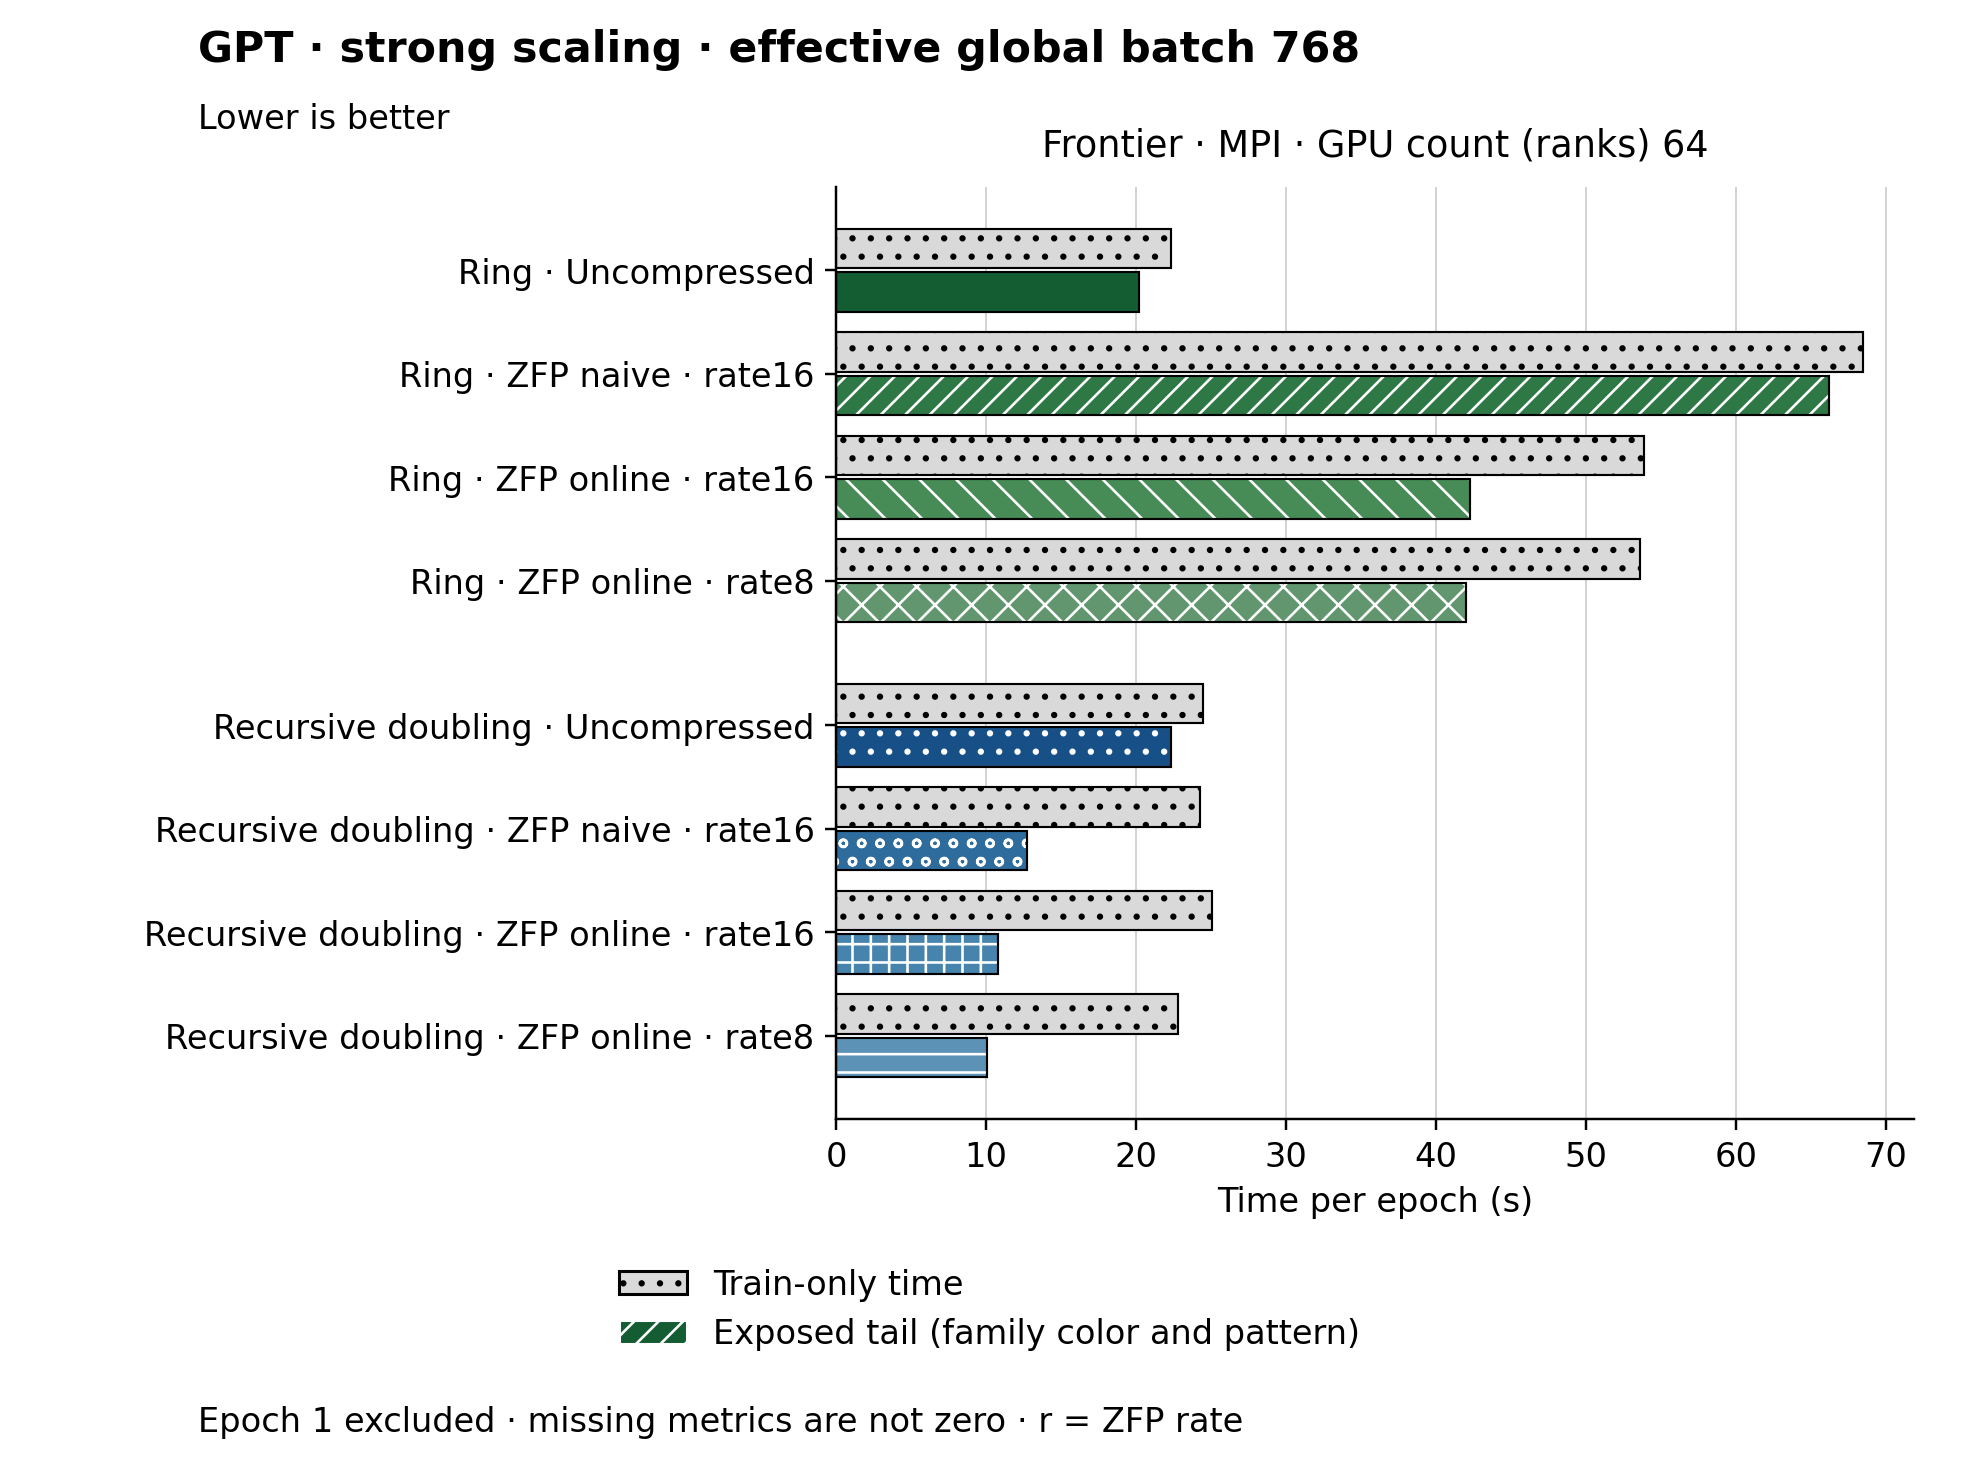 GPT · strong scaling · effective global batch 768
Lower is better
Frontier · MPI · GPU count (ranks) 64
Ring · Uncompressed
Ring · ZFP naive · rate16
Ring · ZFP online · rate16
Ring · ZFP online · rate8
Recursive doubling · Uncompressed
Recursive doubling · ZFP naive · rate16
Recursive doubling · ZFP online · rate16
Recursive doubling · ZFP online · rate8
0 10 20 30 40 50 60 70
Time per epoch (s)
Train-only time
Exposed tail (family color and pattern)
Epoch 1 excluded · missing metrics are not zero · r = ZFP rate